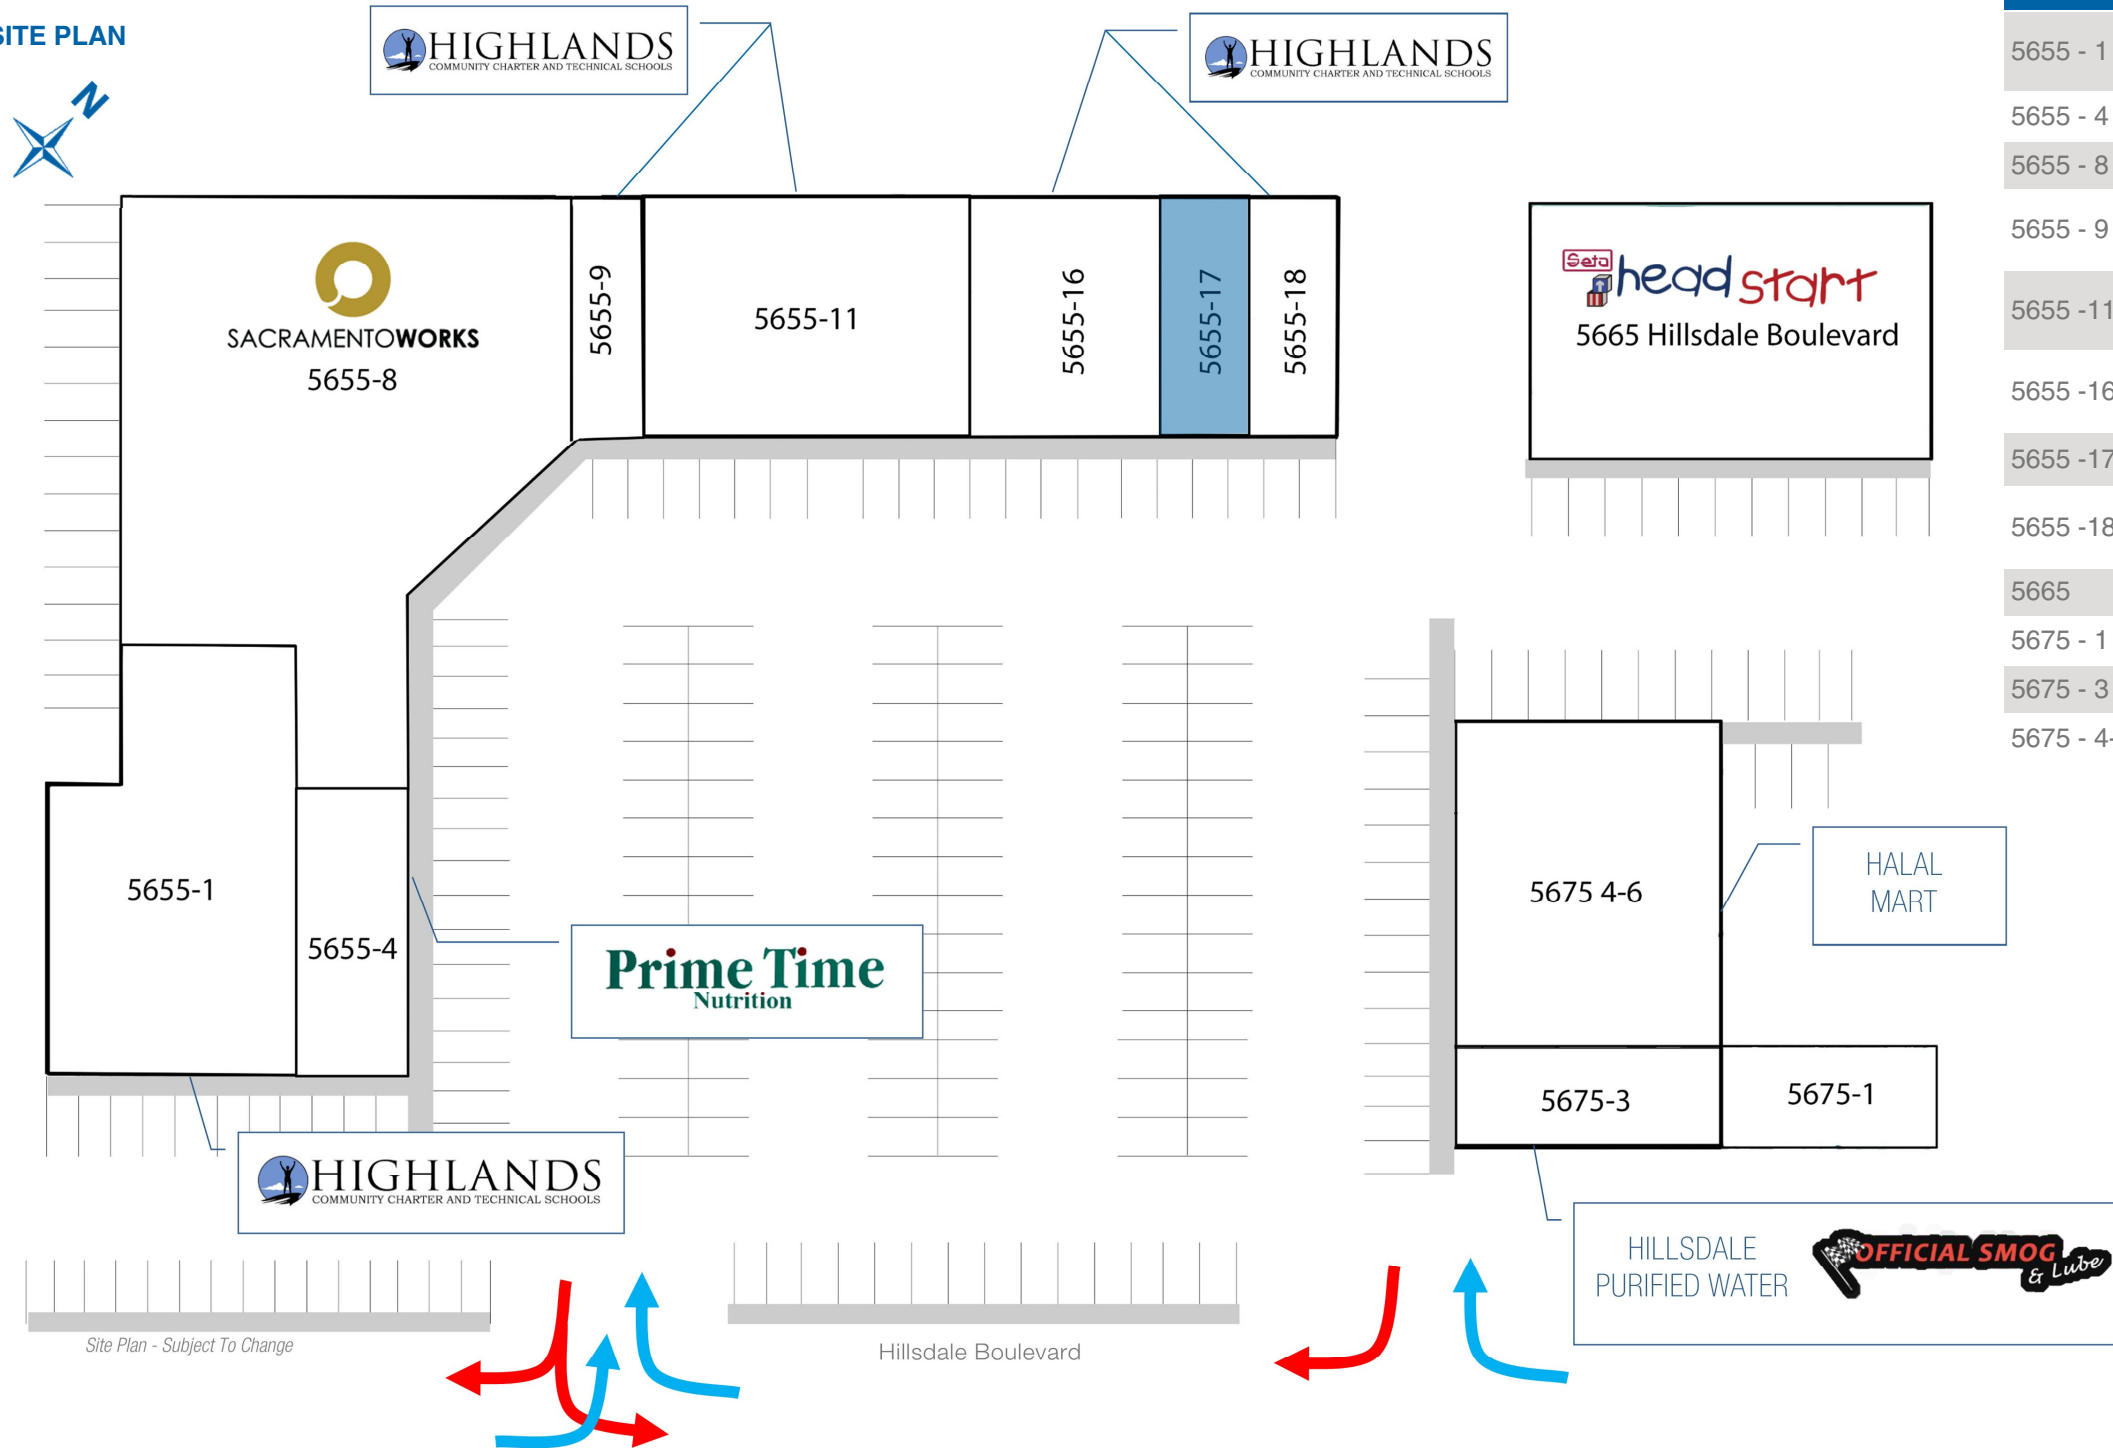 SITE PLAN
N
HIGHLANDS
COMMUNITY CHARTER AND TECHNICAL SCHOOLS
HIGHLANDS
COMMUNITY CHARTER AND TECHNICAL SCHOOLS
SACRAMENTOWORKS
5655-8
5655-9
5655-11
5655-16
5655-17
5655-18
Seta
head start
5665 Hillsdale Boulevard
5655-1
5655-4
Prime Time
Nutrition
HIGHLANDS
COMMUNITY CHARTER AND TECHNICAL SCHOOLS
5675 4-6
HALAL
MART
5675-3
5675-1
HILLSDALE
PURIFIED WATER
OFFICIAL SMOG
& Lube
Site Plan - Subject To Change
Hillsdale Boulevard
5655 - 1
5655 - 4
5655 - 8
5655 - 9
5655 -11
5655 -16
5655 -17
5655 -18
5665
5675 - 1
5675 - 3
5675 - 4-